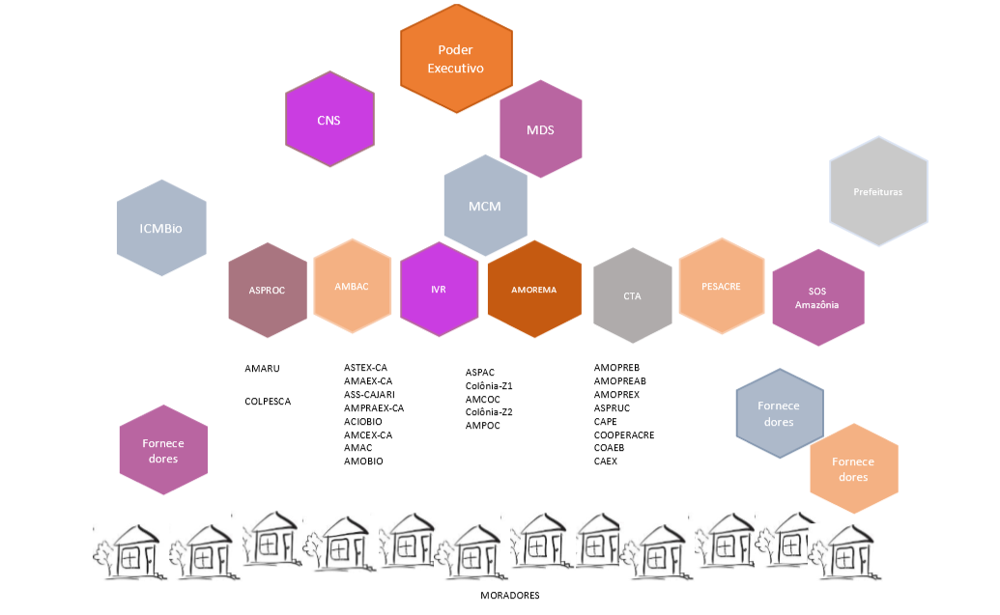 Poder
Executivo
CNS
MDS
Prefeituras
MCM
ICMBio
ASPROC
AMBAC
IVR
AMOREMA
CTA
PESACRE
SOS
Amazônia
AMARU
COLPESCA
ASTEX-CA
AMAEX-CA
ASS-CAJARI
AMPRAEX-CA
ACIOBIO
AMCEX-CA
AMAC
AMOBIO
ASPAC
Colônia-Z1
AMCOC
Colônia-Z2
AMPOC
AMOPREB
AMOPREAB
AMOPREX
ASPRUC
CAPE
COOPERACRE
COAEB
CAEX
Fornece
dores
Fornece
dores
Fornece
dores
MORADORES